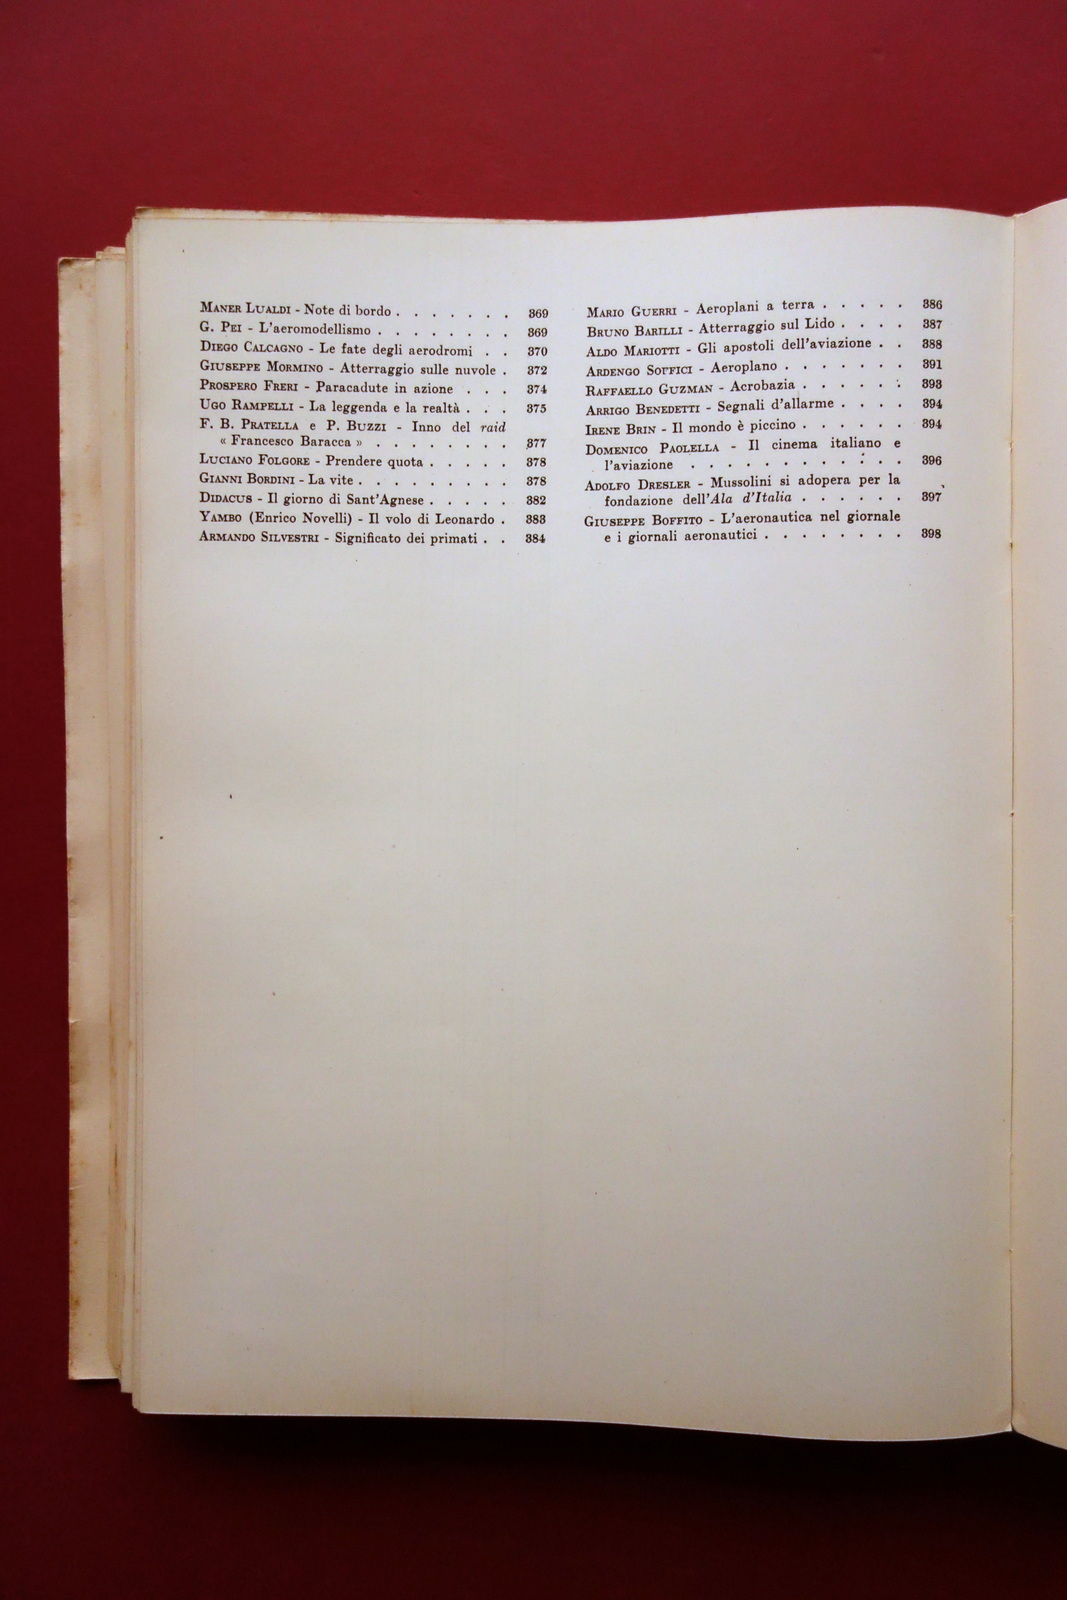 Maner Lualdi - Note di bordo . . . . . . . 369
G. Pei - L'aeromodellismo . . . . . . . . 369
Diego Calcagno - Le fate degli aerodromi . . 370
Giuseppe Mormino - Atterraggio sulle nuvole . 372
Prospero Freri - Paracadute in azione . . . 374
Ugo Rampelli - La leggenda e la realtà . . . 375
F. B. Pratella e P. Buzzi - Inno del raid
« Francesco Baracca » . . . . . . . . 377
Luciano Folgore - Prendere quota . . . . . 378
Gianni Bordini - La vite . . . . . . . . . 378
Didacus - Il giorno di Sant'Agnese . . . . . 382
Yambo (Enrico Novelli) - Il volo di Leonardo . 383
Armando Silvestri - Significato dei primati . . 384
Mario Guerri - Aeroplani a terra . . . . . 386
Bruno Barilli - Atterraggio sul Lido . . . . 387
Aldo Mariotti - Gli apostoli dell'aviazione . . 388
Ardengo Soffici - Aeroplano . . . . . . . 391
Raffaello Guzman - Acrobazia . . . . . . 393
Arrigo Benedetti - Segnali d'allarme . . . . 394
Irene Brin - Il mondo è piccino . . . . . . 394
Domenico Paolella - Il cinema italiano e
l'aviazione . . . . . . . . . . . 396
Adolfo Dresler - Mussolini si adopera per la
fondazione dell'Ala d'Italia . . . . . . 397
Giuseppe Boffito - L'aeronautica nel giornale
e i giornali aeronautici . . . . . . . . 398